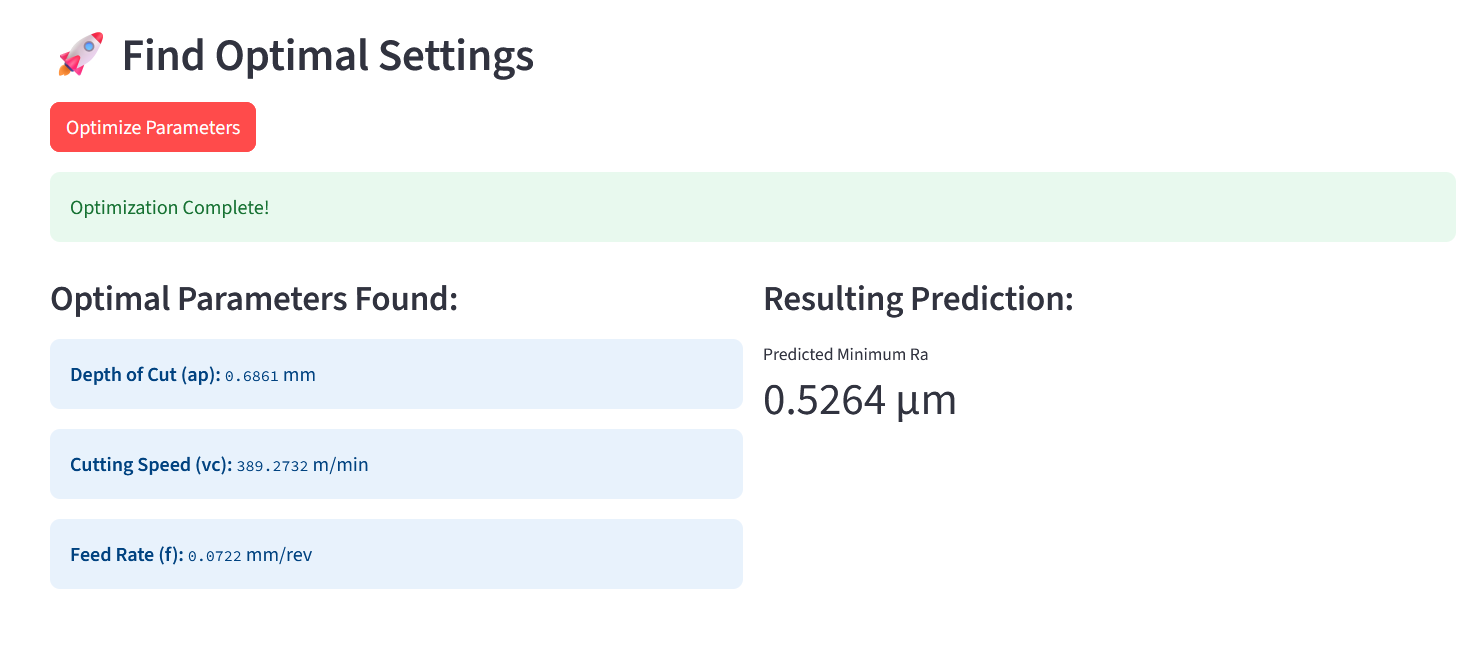 🚀 Find Optimal Settings
Optimize Parameters
Optimization Complete!
Optimal Parameters Found:
Depth of Cut (ap): 0.6861 mm
Cutting Speed (vc): 389.2732 m/min
Feed Rate (f): 0.0722 mm/rev
Resulting Prediction:
Predicted Minimum Ra
0.5264 µm